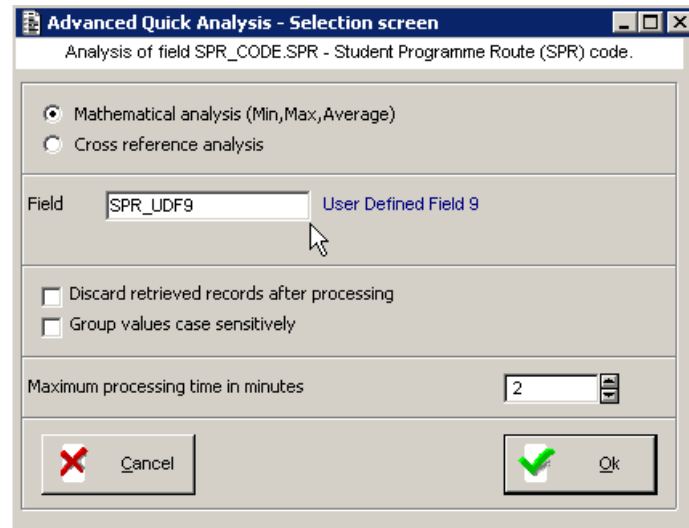 Advanced Quick Analysis - Selection screen
Analysis of field SPR_CODE.SPR - Student Programme Route (SPR) code.
Mathematical analysis (Min,Max,Average)
Cross reference analysis
Field SPR_UDF9 User Defined Field 9
Discard retrieved records after processing
Group values case sensitively
Maximum processing time in minutes 2
Cancel Ok